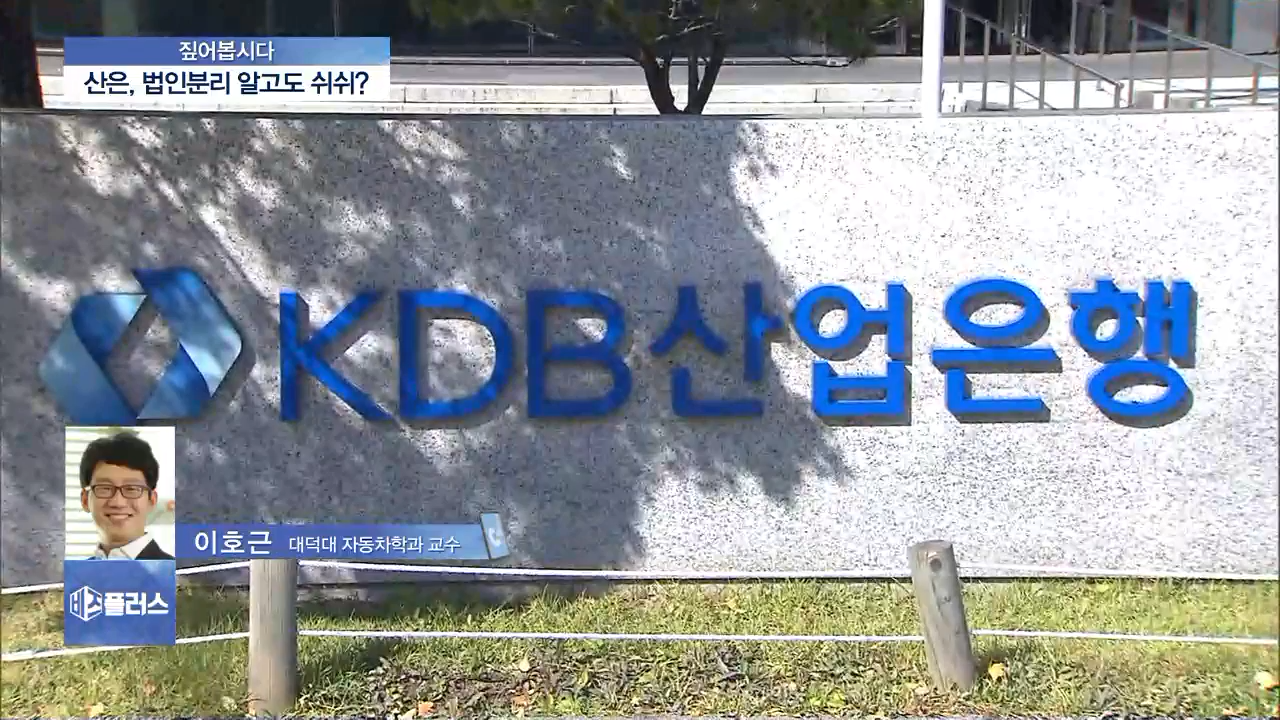 짚어봅시다
산은, 법인분리 알고도 쉬쉬?
KDB산업은행
이호근 대덕대 자동차학과 교수
비즈플러스